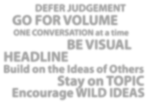 DEFER JUDGEMENT
GO FOR VOLUME
ONE CONVERSATION at a time
BE VISUAL
HEADLINE
Build on the Ideas of Others
Stay on TOPIC
Encourage WILD IDEAS